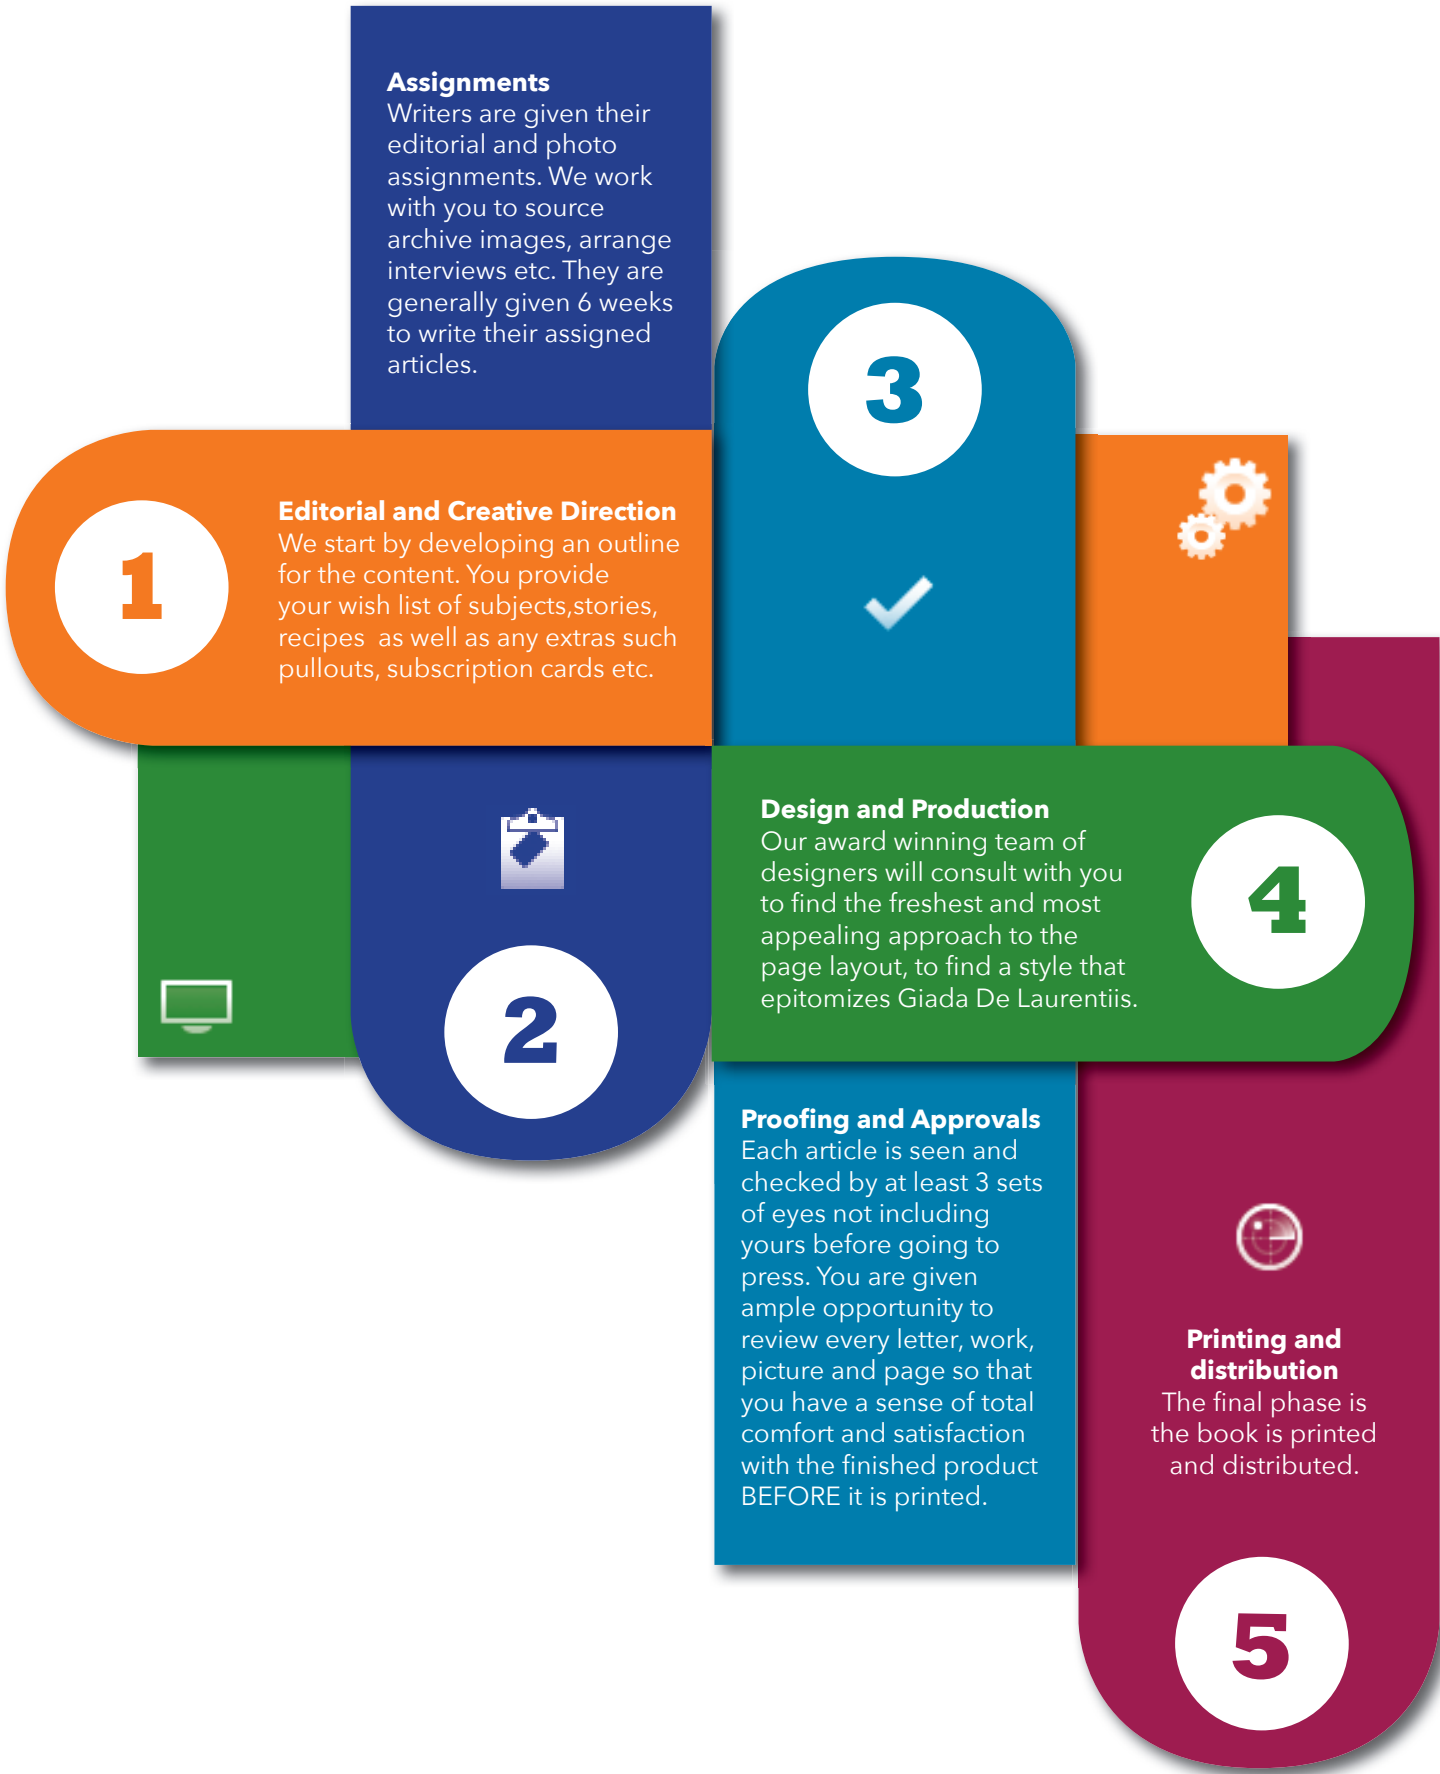 Assignments
Writers are given their
editorial and photo
assignments. We work
with you to source
archive images, arrange
interviews etc. They are
generally given 6 weeks
to write their assigned
articles.
1
Editorial and Creative Direction
We start by developing an outline
for the content. You provide
your wish list of subjects,stories,
recipes  as well as any extras such
pullouts, subscription cards etc.
2
3
Design and Production
Our award winning team of
designers will consult with you
to find the freshest and most
appealing approach to the
page layout, to find a style that
epitomizes Giada De Laurentiis.
4
Proofing and Approvals
Each article is seen and
checked by at least 3 sets
of eyes not including
yours before going to
press. You are given
ample opportunity to
review every letter, work,
picture and page so that
you have a sense of total
comfort and satisfaction
with the finished product
BEFORE it is printed.
Printing and
distribution
The final phase is
the book is printed
and distributed.
5